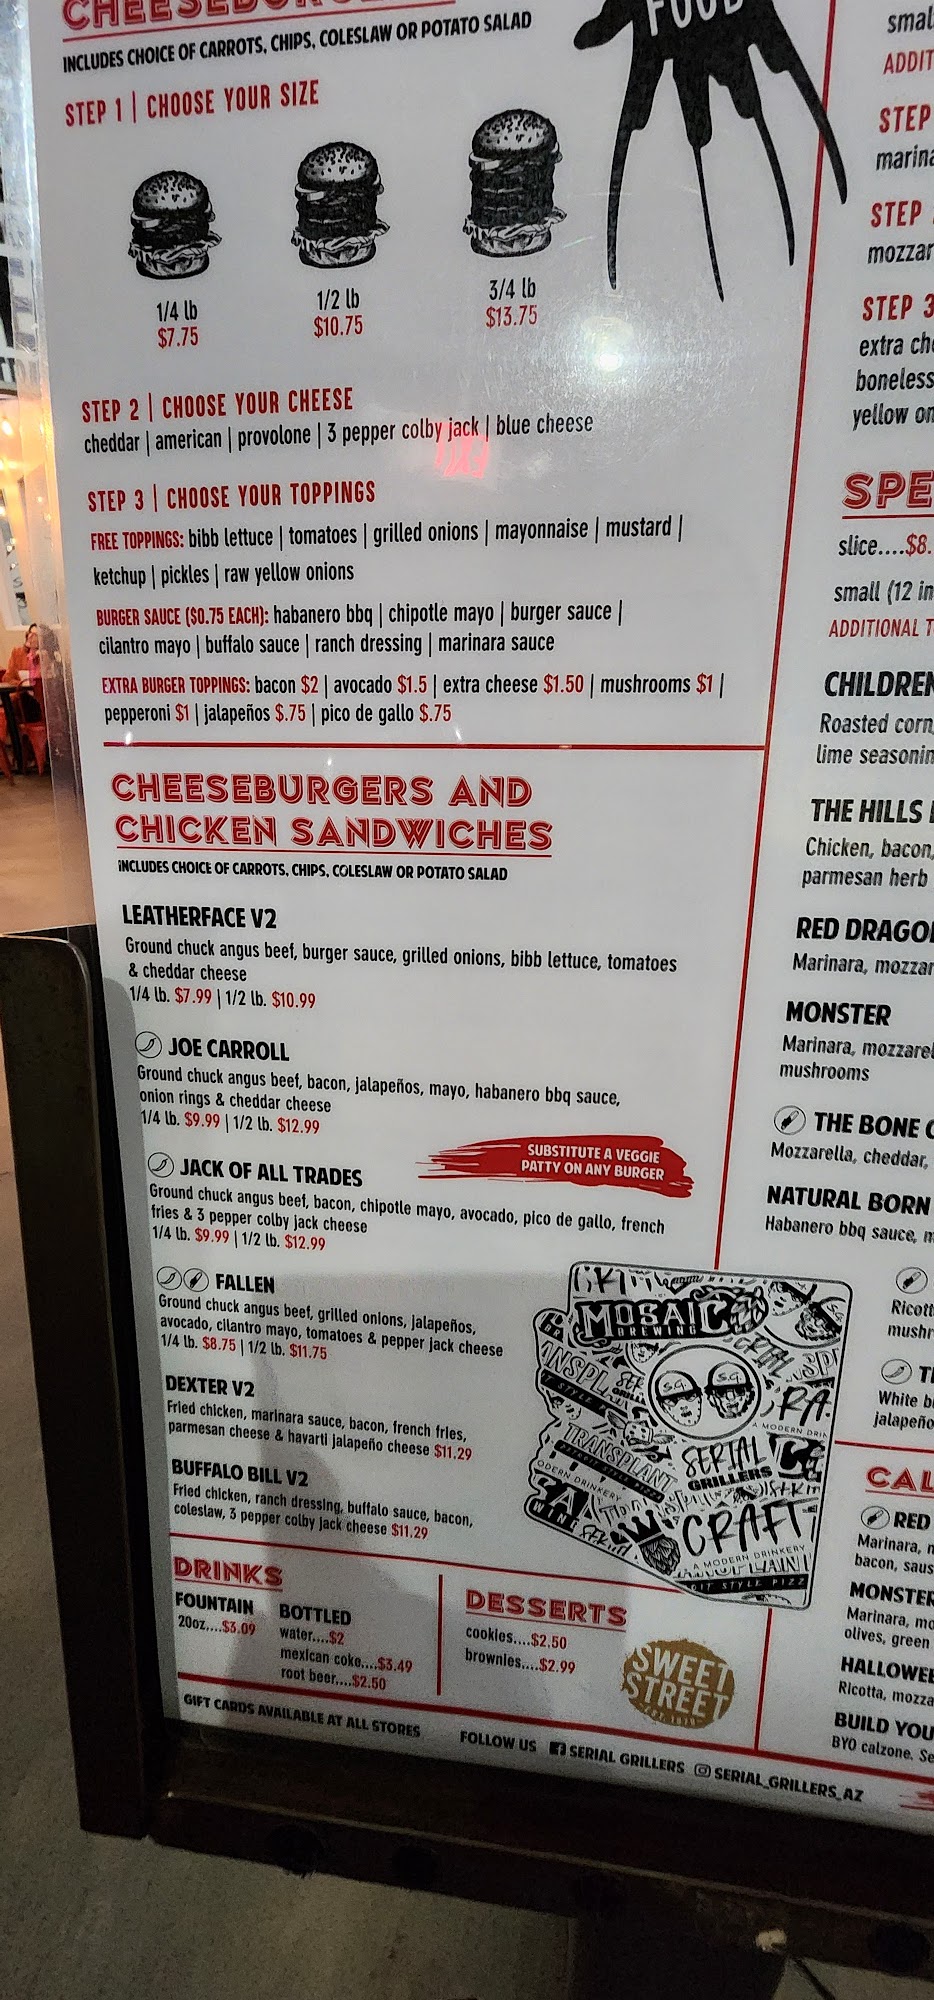 CHEESEBURGERS
INCLUDES CHOICE OF CARROTS, CHIPS, COLESLAW OR POTATO SALAD
STEP 1 | CHOOSE YOUR SIZE
1/4 lb
$7.75
1/2 lb
$10.75
3/4 lb
$13.75
STEP 2 | CHOOSE YOUR CHEESE
cheddar | american | provolone | 3 pepper colby jack | blue cheese
STEP 3 | CHOOSE YOUR TOPPINGS
FREE TOPPINGS: bibb lettuce | tomatoes | grilled onions | mayonnaise | mustard |
ketchup | pickles | raw yellow onions
BURGER SAUCE ($0.75 EACH): habanero bbq | chipotle mayo | burger sauce |
cilantro mayo | buffalo sauce | ranch dressing | marinara sauce
EXTRA BURGER TOPPINGS: bacon $2 | avocado $1.5 | extra cheese $1.50 | mushrooms $1 |
pepperoni $1 | jalapeños $.75 | pico de gallo $.75
CHEESEBURGERS AND
CHICKEN SANDWICHES
INCLUDES CHOICE OF CARROTS, CHIPS, COLESLAW OR POTATO SALAD
LEATHERFACE V2
Ground chuck angus beef, burger sauce, grilled onions, bibb lettuce, tomatoes
& cheddar cheese
1/4 lb. $7.99 | 1/2 lb. $10.99
JOE CARROLL
Ground chuck angus beef, bacon, jalapeños, mayo, habanero bbq sauce,
onion rings & cheddar cheese
1/4 lb. $9.99 | 1/2 lb. $12.99
SUBSTITUTE A VEGGIE
PATTY ON ANY BURGER
JACK OF ALL TRADES
Ground chuck angus beef, bacon, chipotle mayo, avocado, pico de gallo, french
fries & 3 pepper colby jack cheese
1/4 lb. $9.99 | 1/2 lb. $12.99
FALLEN
Ground chuck angus beef, grilled onions, jalapeños,
avocado, cilantro mayo, tomatoes & pepper jack cheese
1/4 lb. $8.75 | 1/2 lb. $11.75
DEXTER V2
Fried chicken, marinara sauce, bacon, french fries,
parmesan cheese & havarti jalapeño cheese $11.29
BUFFALO BILL V2
Fried chicken, ranch dressing, buffalo sauce, bacon,
coleslaw, 3 pepper colby jack cheese $11.29
MOSAIC
BREWING
S.G. S.G.
TRANSPLANT
SERIAL
GRILLERS
CRAFT
A MODERN DRINKERY
DRINKS
FOUNTAIN
20oz....$3.09
BOTTLED
water....$2
mexican coke....$3.49
root beer....$2.50
DESSERTS
cookies....$2.50
brownies....$2.99
SWEET
STREET
GIFT CARDS AVAILABLE AT ALL STORES
FOLLOW US SERIAL GRILLERS SERIAL_GRILLERS_AZ
FOOD
smal
ADDIT
STEP
marina
STEP
mozzar
STEP 3
extra che
boneless
yellow on
SPE
slice....$8.
small (12 in
ADDITIONAL T
CHILDREN
Roasted corn,
lime seasonin
THE HILLS
Chicken, bacon,
parmesan herb
RED DRAGO
Marinara, mozzar
MONSTER
Marinara, mozzarel
mushrooms
THE BONE
Mozzarella, cheddar,
NATURAL BORN
Habanero bbq sauce, m
Ricott
mushr
White b
jalapeño
CAL
RED
Marinara, m
bacon, saus
MONSTER
Marinara, mo
olives, green
HALLOWEE
Ricotta, mozza
BUILD YOU
BYO calzone. Se